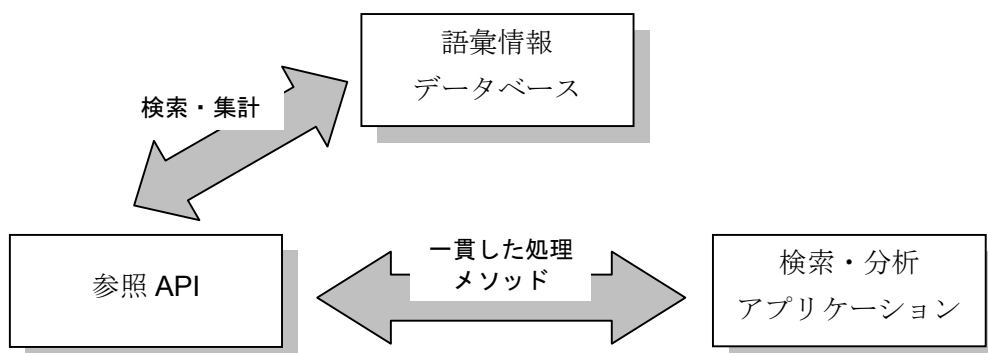 語彙情報
データベース
検索・集計
一貫した処理
メソッド
参照 API
検索・分析
アプリケーション